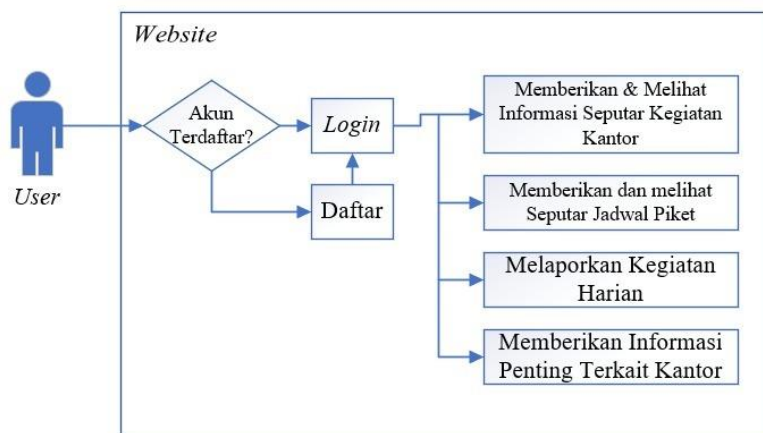 Website
User
Akun
Terdaftar?
Login
Daftar
Memberikan & Melihat
Informasi Seputar Kegiatan
Kantor
Memberikan dan melihat
Seputar Jadwal Piket
Melaporkan Kegiatan
Harian
Memberikan Informasi
Penting Terkait Kantor